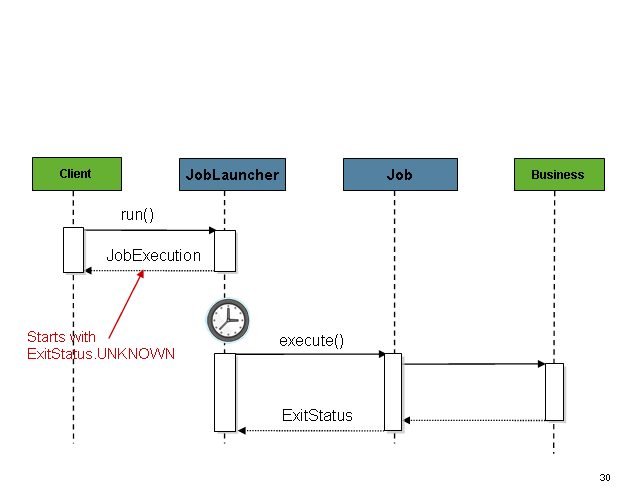 Client
JobLauncher
Job
Business
run()
JobExecution
Starts with
ExitStatus.UNKNOWN
execute()
ExitStatus
30